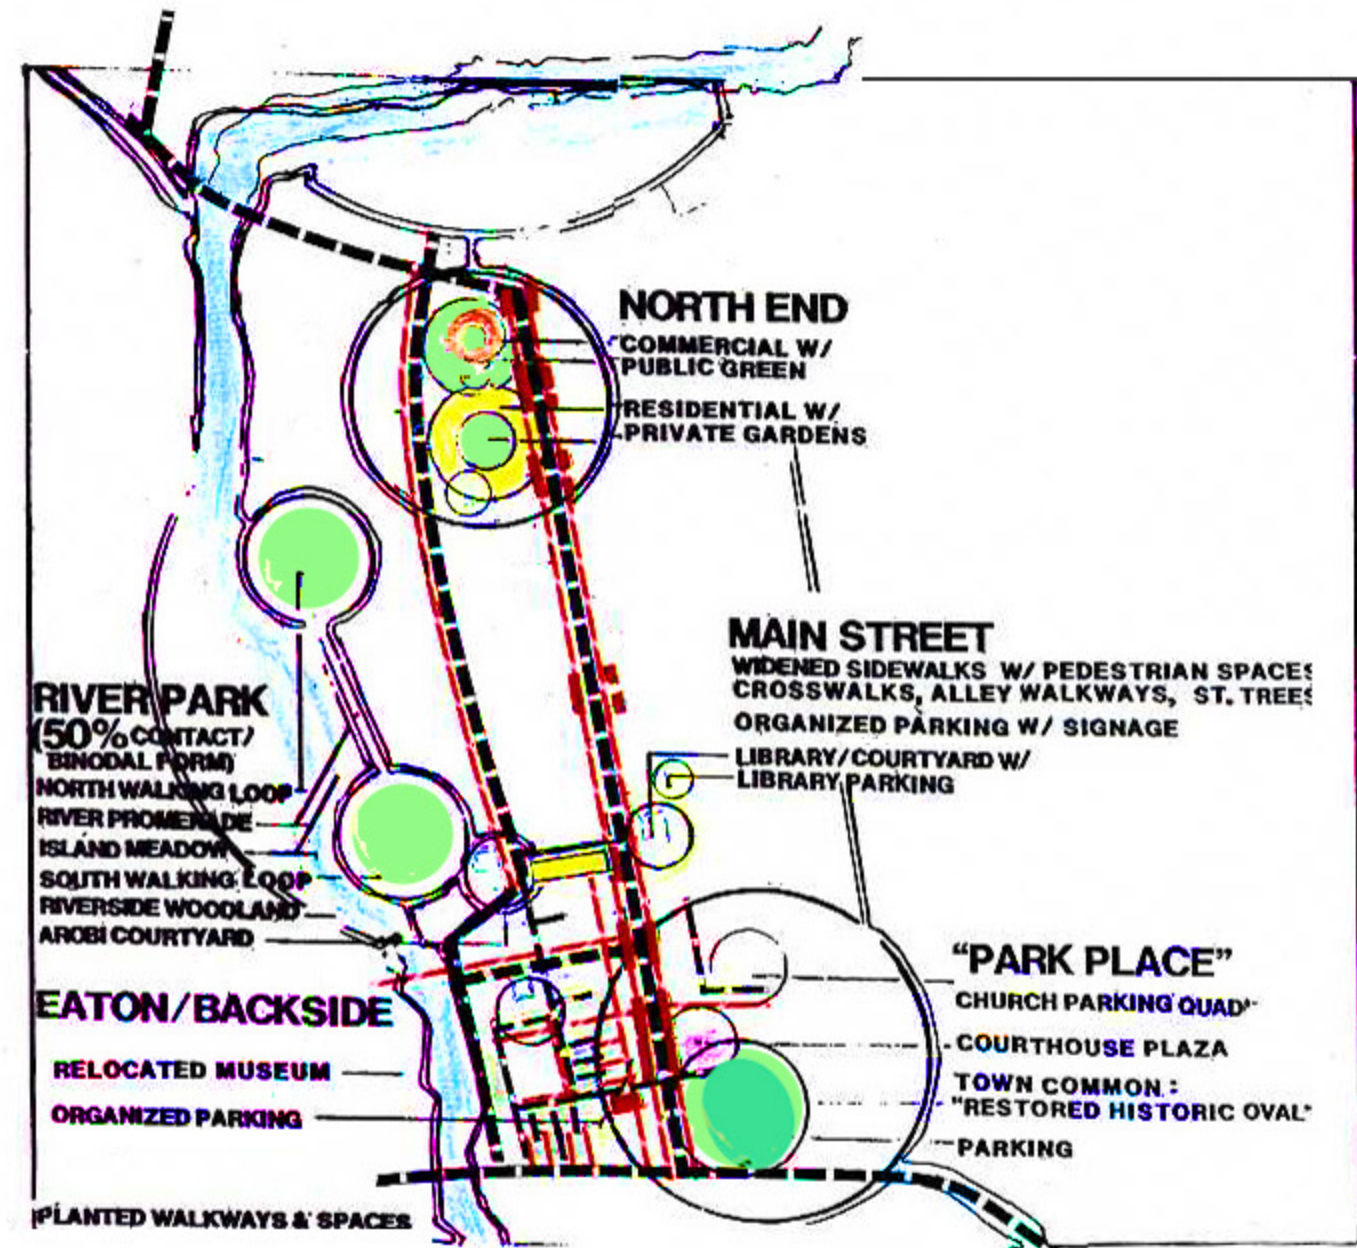 NORTH END
COMMERCIAL W/
PUBLIC GREEN
RESIDENTIAL W/
PRIVATE GARDENS
MAIN STREET
WIDENED SIDEWALKS W/ PEDESTRIAN SPACES
CROSSWALKS, ALLEY WALKWAYS, ST. TREES
ORGANIZED PARKING W/ SIGNAGE
LIBRARY/COURTYARD W/
LIBRARY PARKING
RIVER PARK
(50% CONTACT/
BINODAL FORM)
NORTH WALKING LOOP
RIVER PROMENADE
ISLAND MEADOW
SOUTH WALKING LOOP
RIVERSIDE WOODLAND
AROBI COURTYARD
EATON/BACKSIDE
RELOCATED MUSEUM
ORGANIZED PARKING
PLANTED WALKWAYS & SPACES
"PARK PLACE"
CHURCH PARKING QUAD"
COURTHOUSE PLAZA
TOWN COMMON:
"RESTORED HISTORIC OVAL"
PARKING